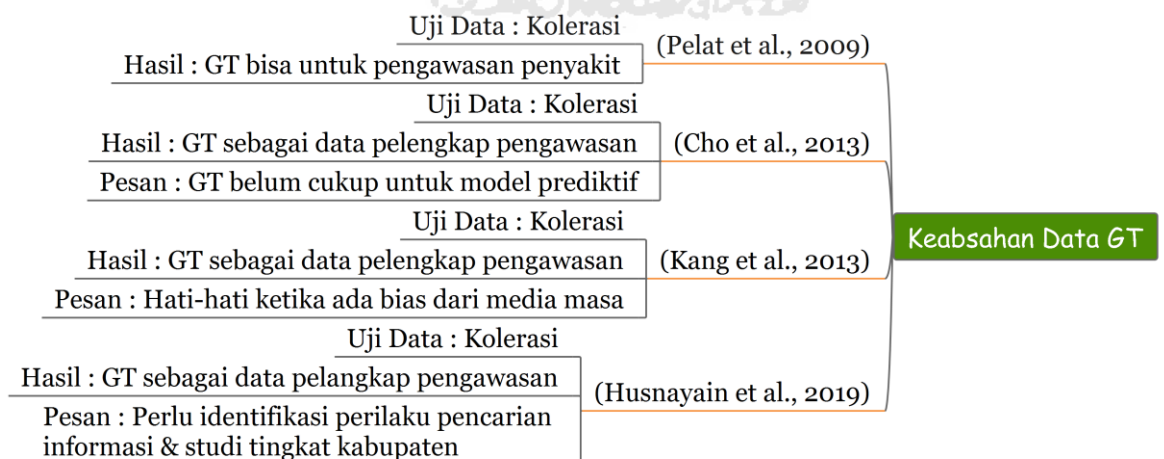 Uji Data : Kolerasi
(Pelat et al., 2009)
Hasil : GT bisa untuk pengawasan penyakit
Uji Data : Kolerasi
Hasil : GT sebagai data pelengkap pengawasan
(Cho et al., 2013)
Pesan : GT belum cukup untuk model prediktif
Uji Data : Kolerasi
Hasil : GT sebagai data pelengkap pengawasan
(Kang et al., 2013)
Pesan : Hati-hati ketika ada bias dari media masa
Uji Data : Kolerasi
Hasil : GT sebagai data pelangkap pengawasan
(Husnayain et al., 2019)
Pesan : Perlu identifikasi perilaku pencarian
informasi & studi tingkat kabupaten
Keabsahan Data GT